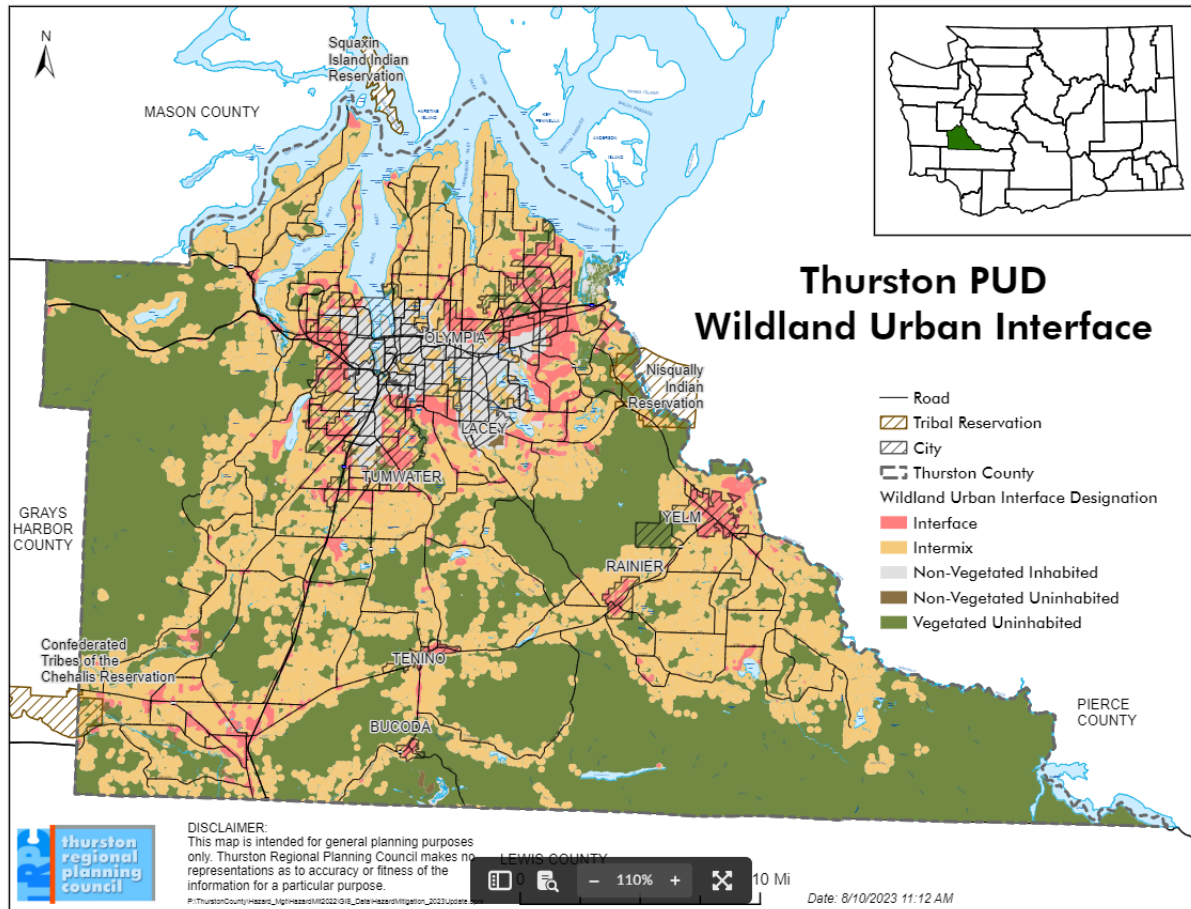 N
Squaxin
Island Indian
Reservation
MASON COUNTY
Thurston PUD
Wildland Urban Interface
OLYMPIA
Nisqually
Indian
Reservation
LACEY
TUMWATER
Road
Tribal Reservation
City
Thurston County
Wildland Urban Interface Designation
Interface
Intermix
Non-Vegetated Inhabited
Non-Vegetated Uninhabited
Vegetated Uninhabited
GRAYS
HARBOR
COUNTY
YELM
RAINIER
Confederated
Tribes of the
Chehalis Reservation
TENINO
BUCODA
PIERCE
COUNTY
TRPC
thurston
regional
planning
council
DISCLAIMER:
This map is intended for general planning purposes
only. Thurston Regional Planning Council makes no
representations as to accuracy or fitness of the
information for a particular purpose.
LEWIS COUNTY
0
10 Mi
110%
Date: 8/10/2023 11:12 AM